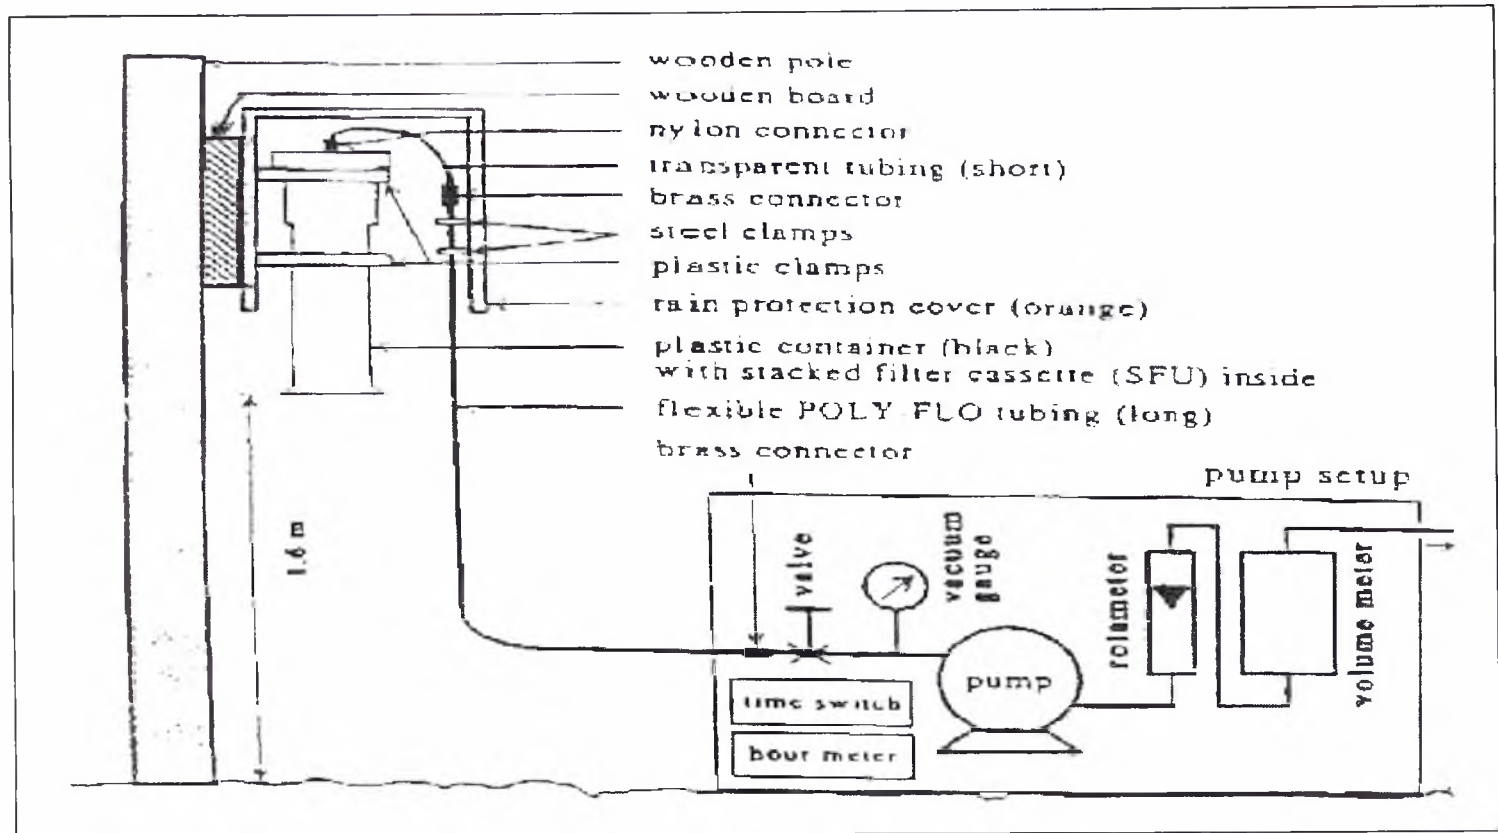 wooden pole
wooden board
nylon connector
transparent tubing (short)
brass connector
steel clamps
plastic clamps
rain protection cover (orange)
plastic container (black)
with stacked filter cassette (SFU) inside
flexible POLY FLO tubing (long)
brass connector
pump setup
1.6 m
valve
vacuum
gauge
rotameter
volume meter
pump
time switch
hour meter